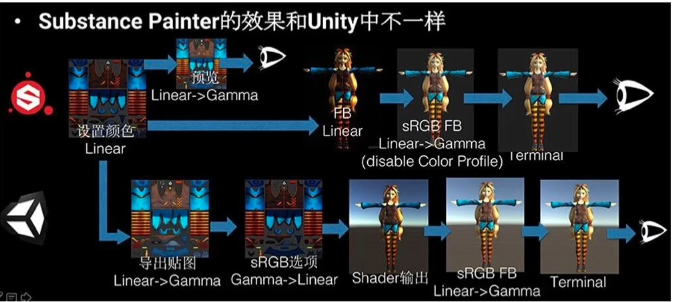 • Substance Painter的效果和Unity中不一样
预览
Linear->Gamma
设置颜色
Linear
FB
Linear
sRGB FB
Linear->Gamma
(disable Color Profile)
Terminal
导出贴图
Linear->Gamma
sRGB选项
Gamma->Linear
Shader输出
sRGB FB
Linear->Gamma
Terminal